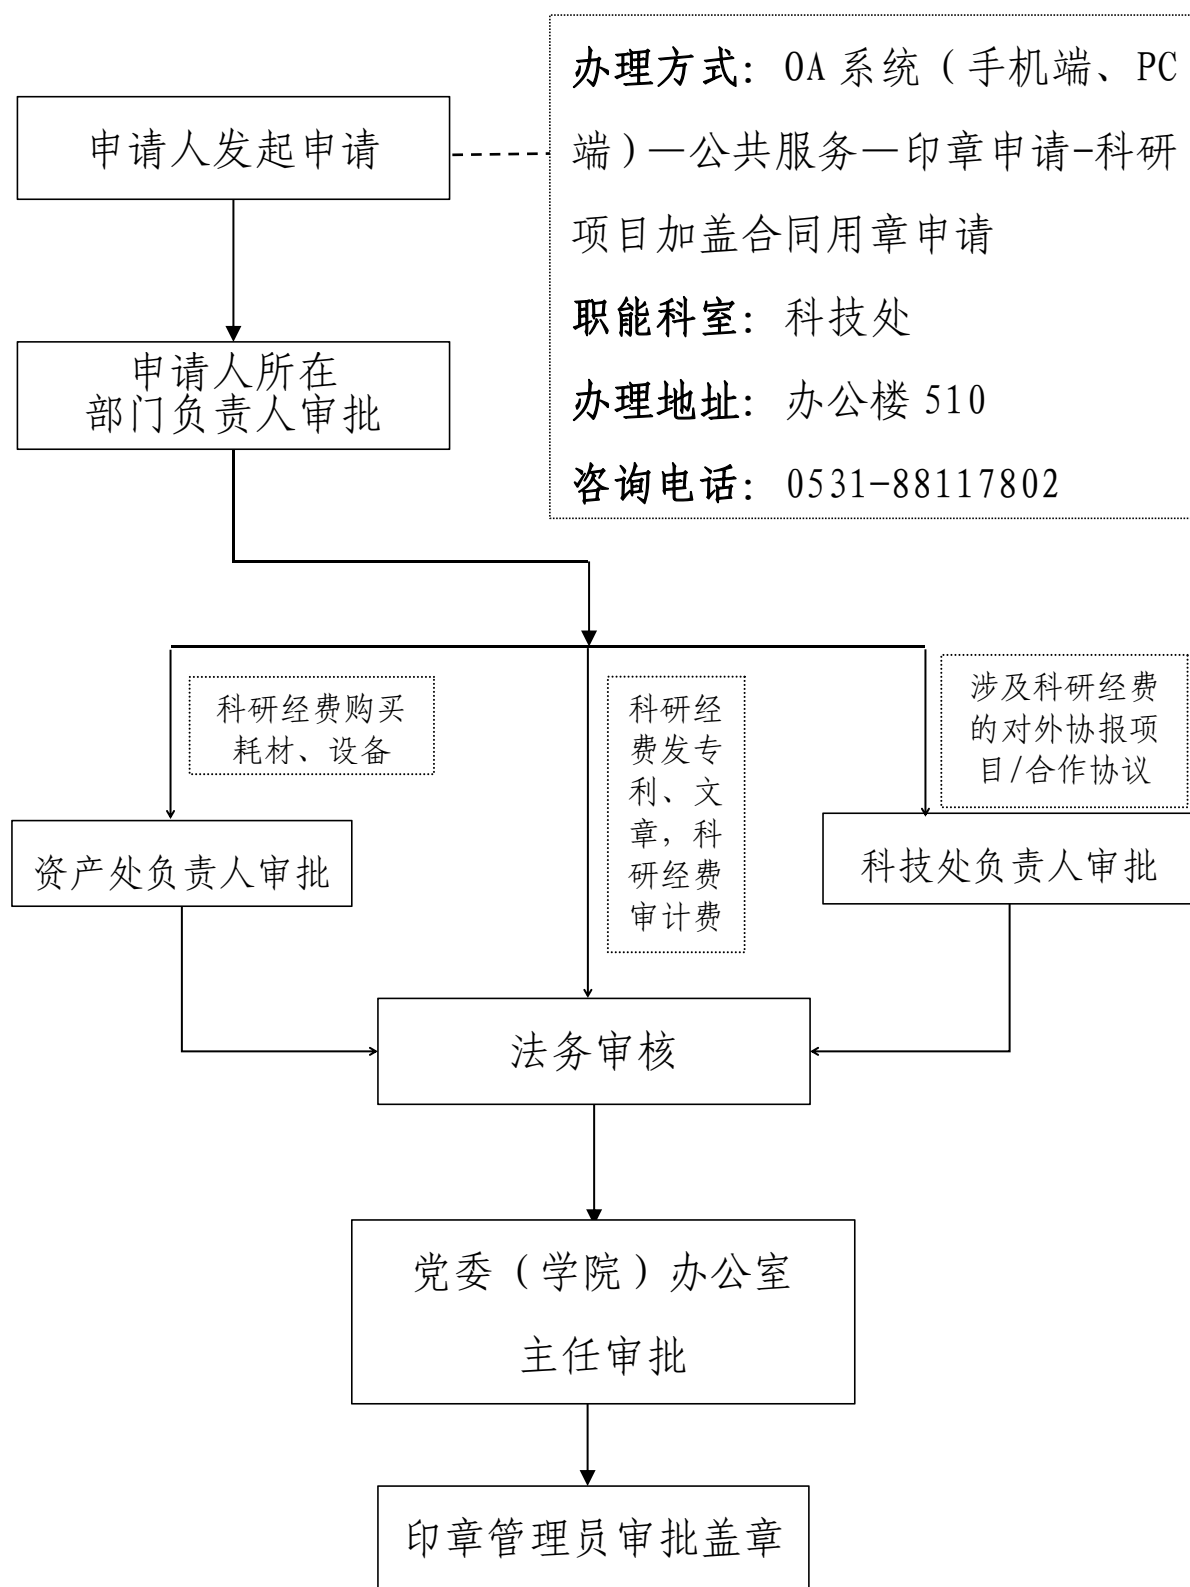 申请人发起申请
办理方式：OA 系统（手机端、PC
端）—公共服务—印章申请-科研
项目加盖合同用章申请
职能科室：科技处
办理地址：办公楼 510
咨询电话：0531-88117802
申请人所在
部门负责人审批
科研经费购买
耗材、设备
科研经
费发专
利、文
章，科
研经费
审计费
涉及科研经费
的对外协报项
目/合作协议
资产处负责人审批
科技处负责人审批
法务审核
党委（学院）办公室
主任审批
印章管理员审批盖章